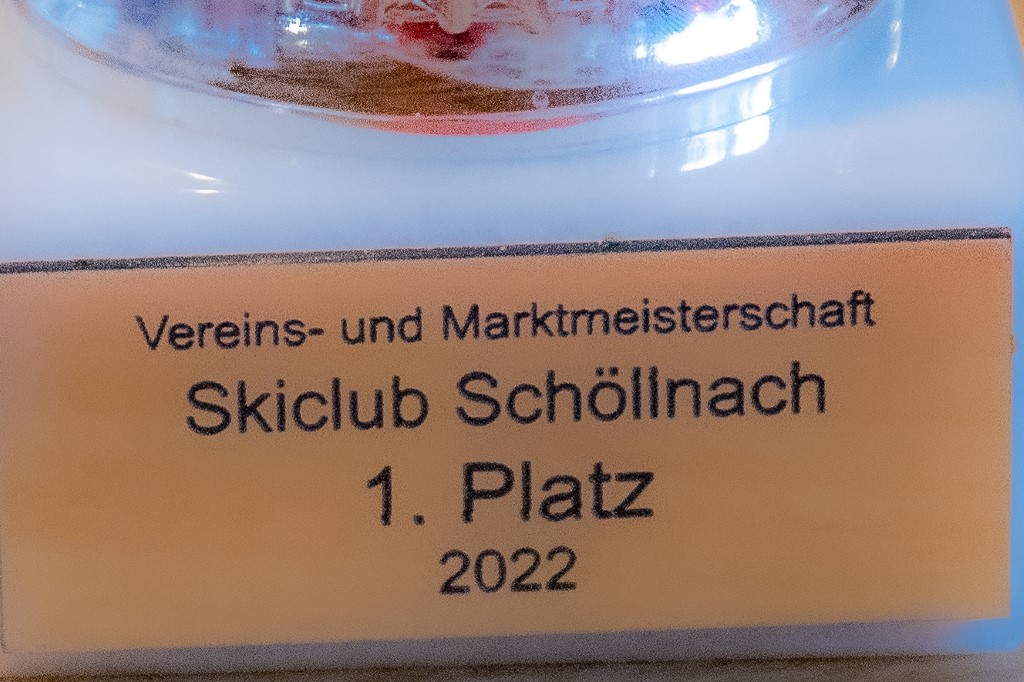 Vereins- und Marktmeisterschaft
Skiclub Schöllnach
1. Platz
2022